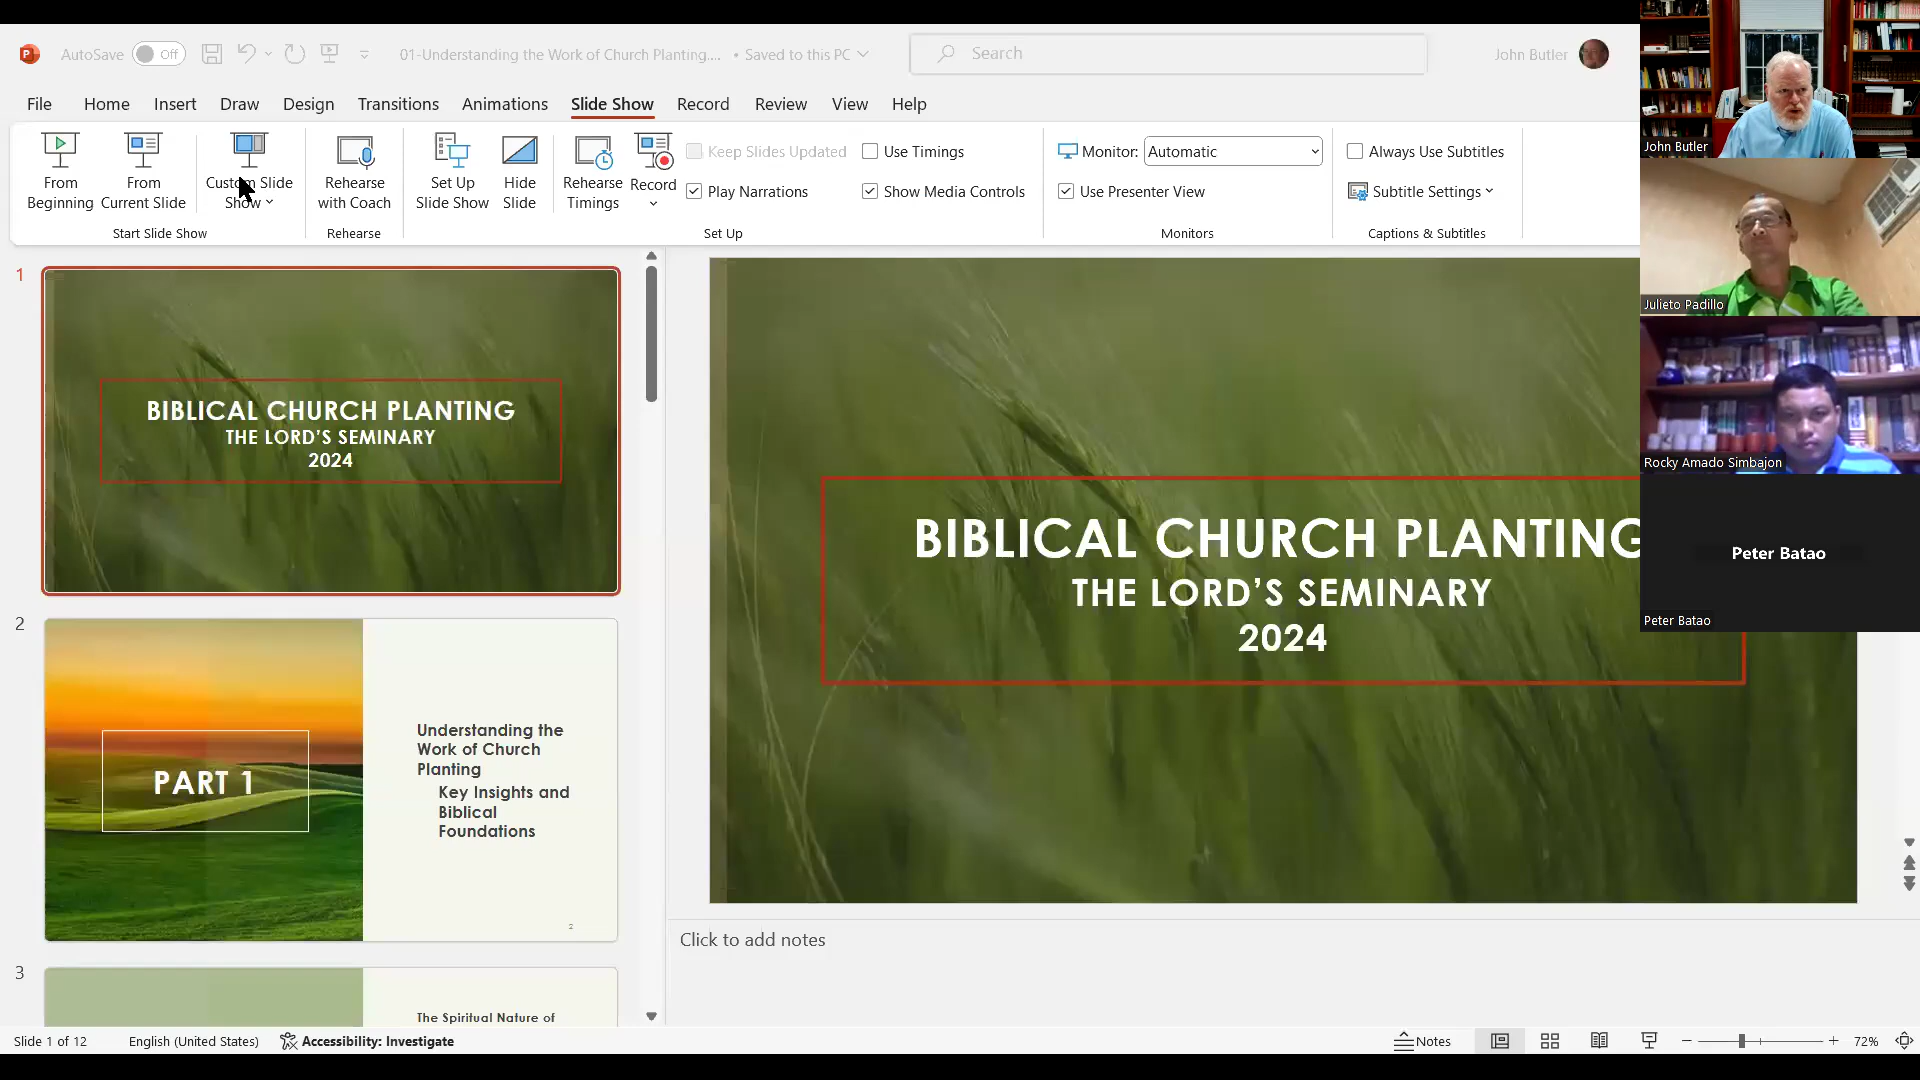 AutoSave Off 01-Understanding the Work of Church Planting.... • Saved to this PC Search John Butler
File Home Insert Draw Design Transitions Animations Slide Show Record Review View Help
From Beginning
From Current Slide
Custom Slide Show
Start Slide Show
Rehearse with Coach
Rehearse
Set Up Slide Show
Hide Slide
Rehearse Timings
Record
Keep Slides Updated
Play Narrations
Use Timings
Show Media Controls
Set Up
Monitor: Automatic
Use Presenter View
Monitors
Always Use Subtitles
Subtitle Settings
Captions & Subtitles
1
BIBLICAL CHURCH PLANTING
THE LORD'S SEMINARY
2024
2
PART 1
Understanding the
Work of Church
Planting
Key Insights and
Biblical
Foundations
2
3
The Spiritual Nature of
BIBLICAL CHURCH PLANTING
THE LORD'S SEMINARY
2024
Click to add notes
John Butler
Julieto Padillo
Rocky Amado Simbajon
Peter Batao
Peter Batao
Slide 1 of 12 English (United States) Accessibility: Investigate Notes 72%